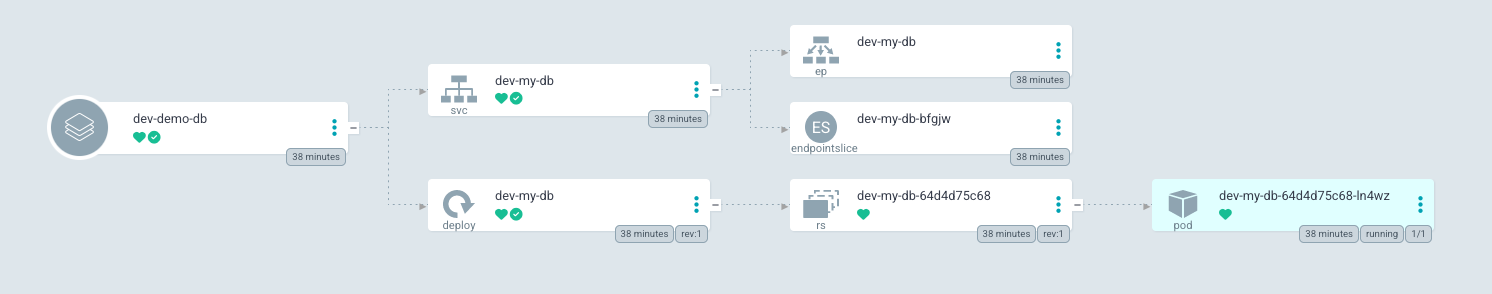 dev-demo-db
38 minutes
dev-my-db
svc
38 minutes
dev-my-db
ep
38 minutes
ES
dev-my-db-bfgjw
endpointslice
38 minutes
dev-my-db
deploy
38 minutes rev:1
dev-my-db-64d4d75c68
rs
38 minutes rev:1
dev-my-db-64d4d75c68-ln4wz
pod
38 minutes running 1/1